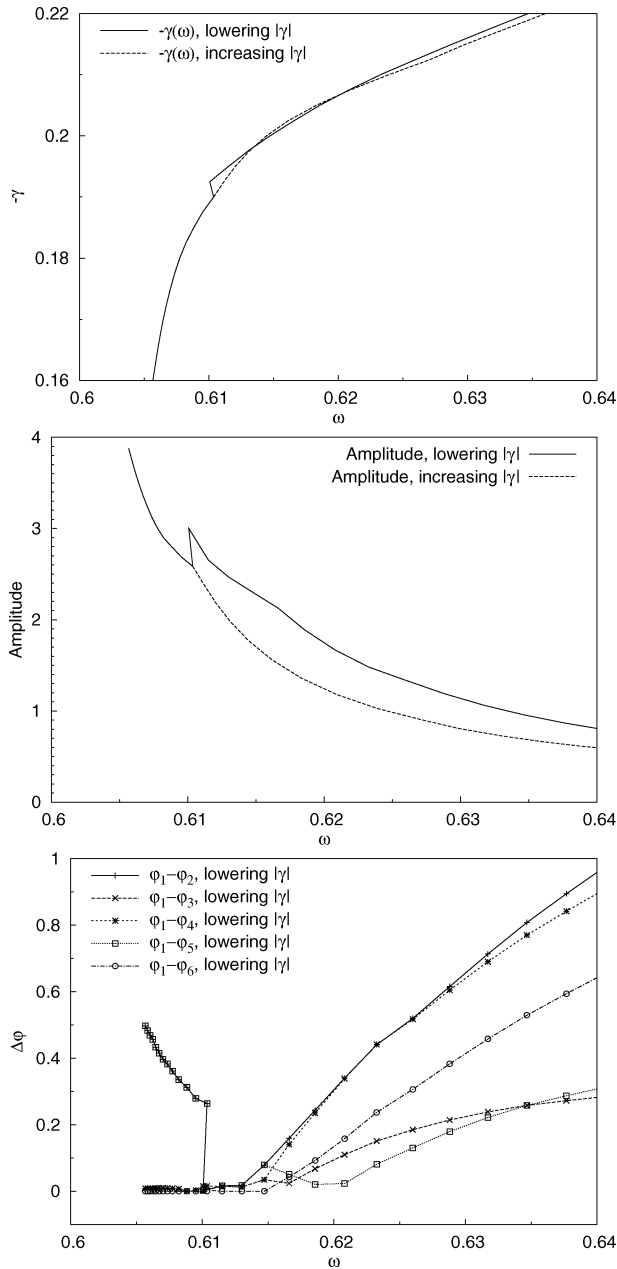 0.22
-γ(ω), lowering |γ|
-γ(ω), increasing |γ|
0.2
-γ
0.18
0.16
0.6 0.61 0.62 0.63 0.64
ω
4
Amplitude, lowering |γ|
Amplitude, increasing |γ|
3
Amplitude
2
1
0
0.6 0.61 0.62 0.63 0.64
ω
1
φ1−φ2, lowering |γ|
φ1−φ3, lowering |γ|
φ1−φ4, lowering |γ|
φ1−φ5, lowering |γ|
φ1−φ6, lowering |γ|
0.8
0.6
Δφ
0.4
0.2
0
0.6 0.61 0.62 0.63 0.64
ω